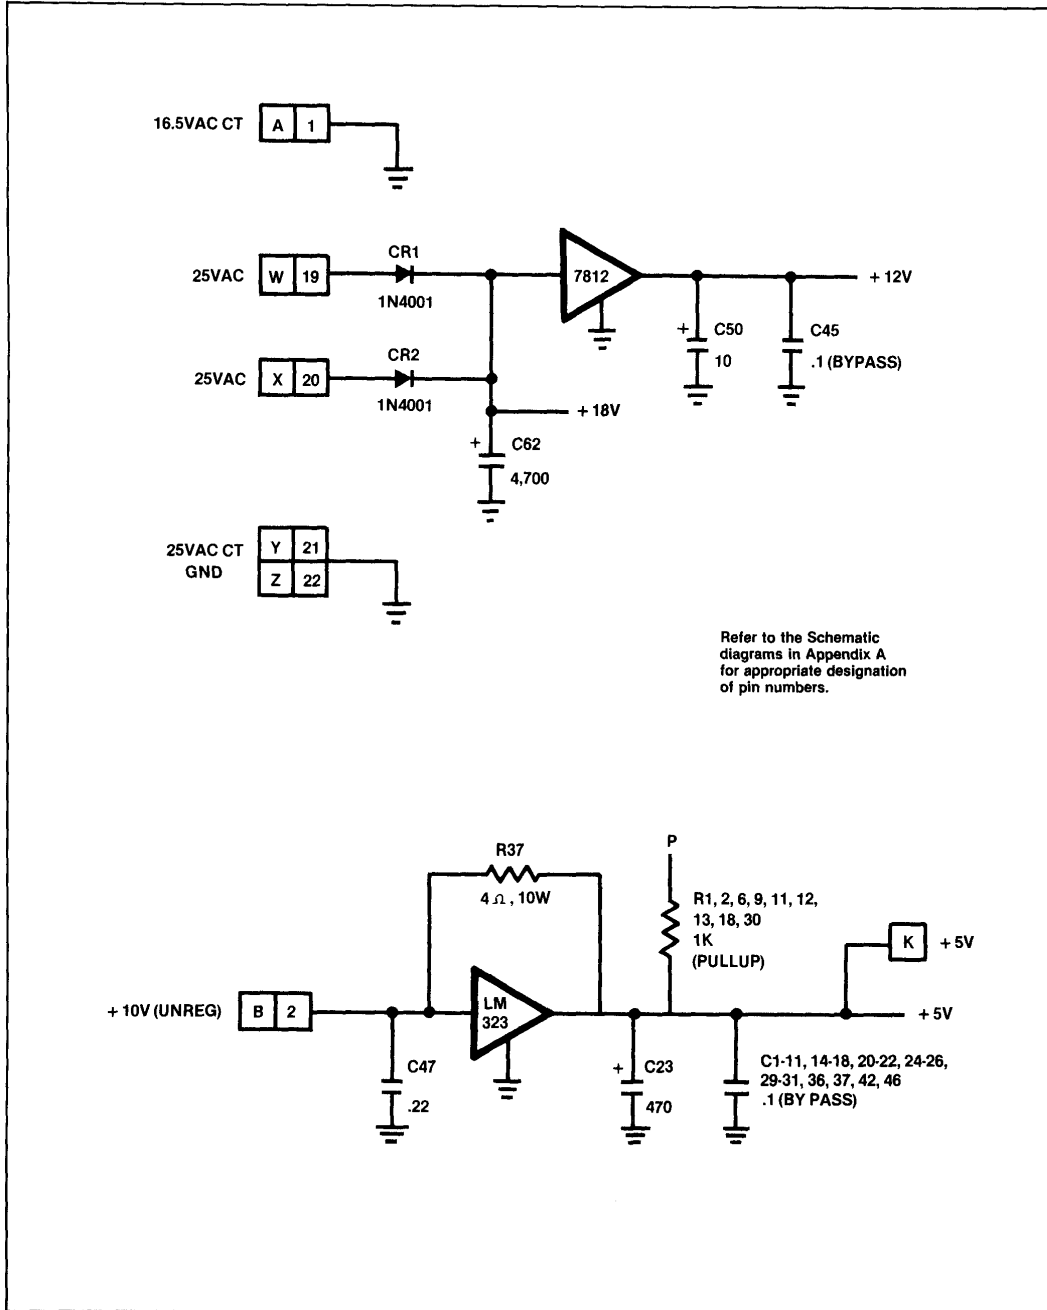 16.5VAC CT A 1
25VAC W 19
CR1
1N4001
7812
+ 12V
+ C50
10
C45
.1 (BYPASS)
25VAC X 20
CR2
1N4001
+ 18V
+ C62
4,700
25VAC CT
GND
Y 21
Z 22
Refer to the Schematic
diagrams in Appendix A
for appropriate designation
of pin numbers.
R37
4 Ω , 10W
P
R1, 2, 6, 9, 11, 12,
13, 18, 30
1K
(PULLUP)
K + 5V
+ 10V (UNREG) B 2
LM
323
+ 5V
C47
.22
+ C23
470
C1-11, 14-18, 20-22, 24-26,
29-31, 36, 37, 42, 46
.1 (BY PASS)